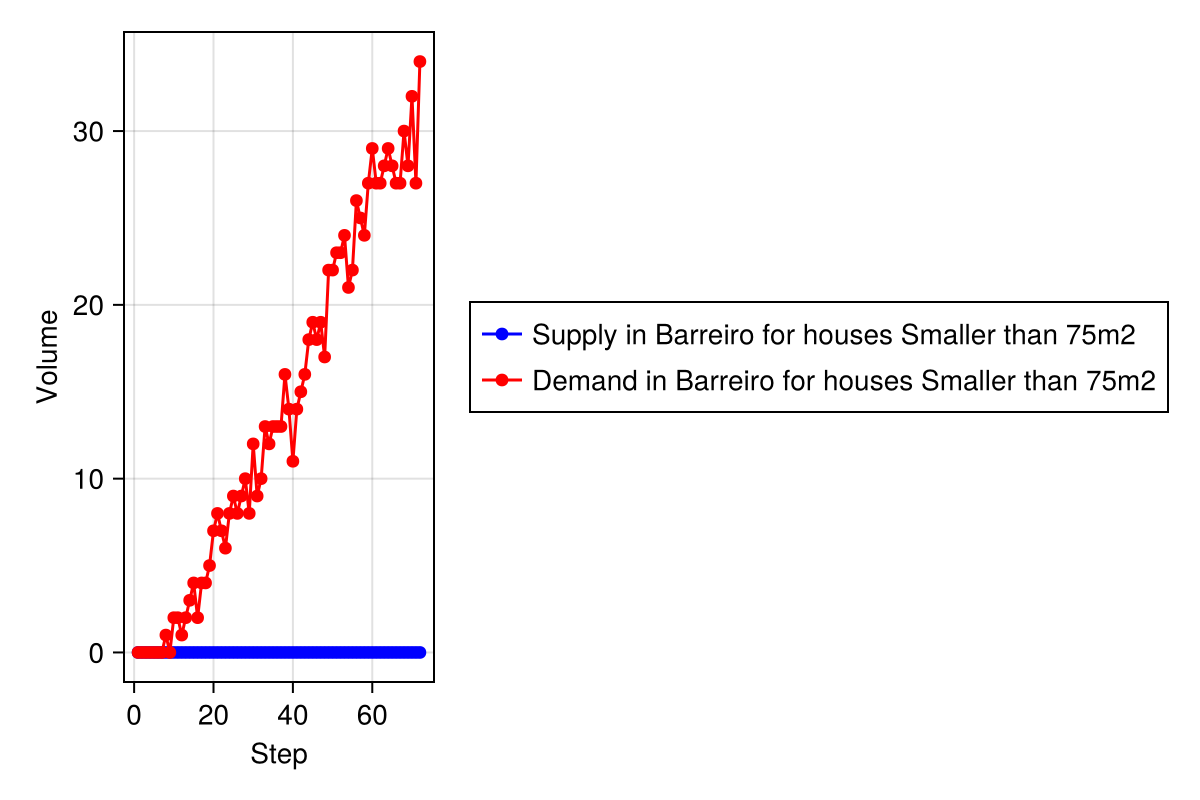 30
20
10
0
Volume
0 20 40 60
Step
Supply in Barreiro for houses Smaller than 75m2
Demand in Barreiro for houses Smaller than 75m2